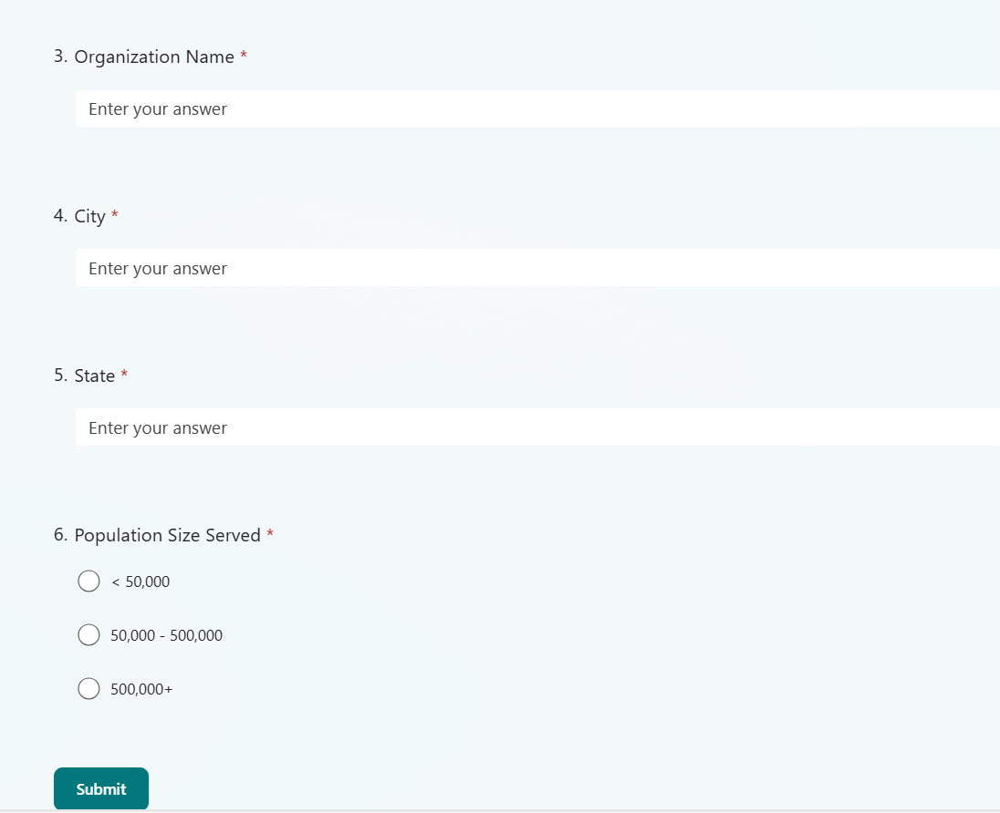 3. Organization Name *
Enter your answer
4. City *
Enter your answer
5. State *
Enter your answer
6. Population Size Served *
< 50,000
50,000 - 500,000
500,000+
Submit